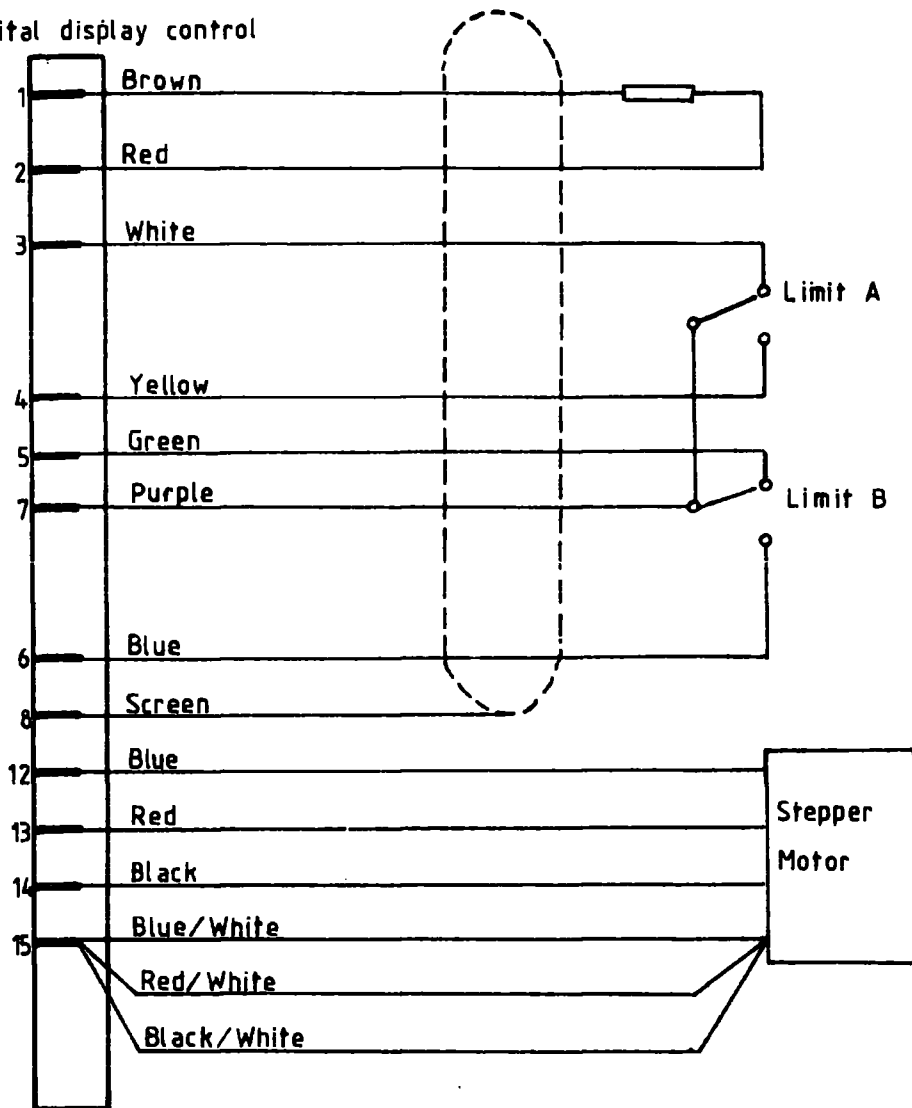 ital display control
1 Brown
2 Red
3 White
Limit A
4 Yellow
5 Green
7 Purple
Limit B
6 Blue
8 Screen
12 Blue
13 Red
Stepper
Motor
14 Black
15 Blue/White
Red/White
Black/White